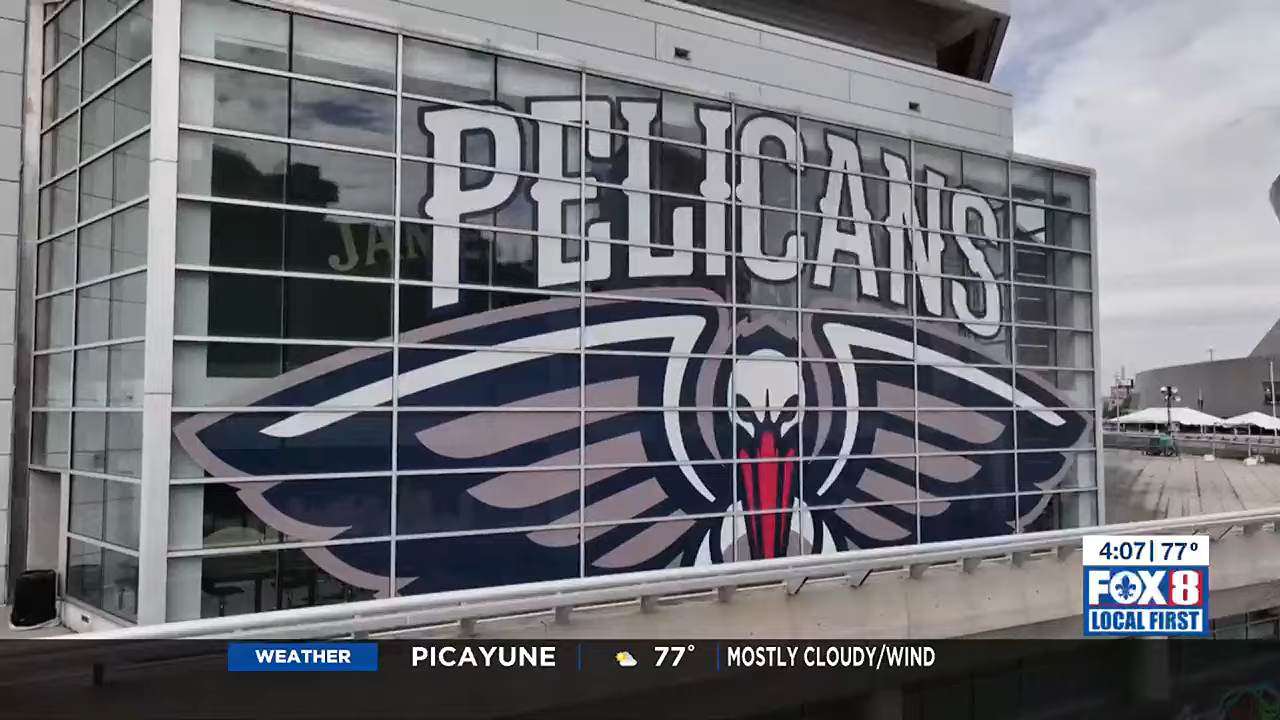 PELICANS
4:07| 77°
FOX 8
LOCAL FIRST
WEATHER PICAYUNE 77° MOSTLY CLOUDY/WIND